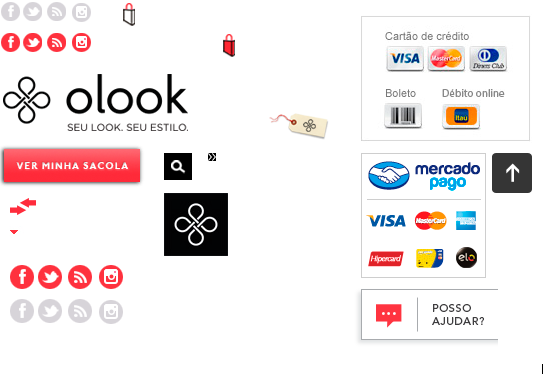 olook
SEU LOOK. SEU ESTILO.
VER MINHA SACOLA
Cartão de crédito
VISA
MasterCard
Diners Club
Boleto
Débito online
Itaú
mercado
pago
VISA
MasterCard
Hipercard
elo
POSSO
AJUDAR?